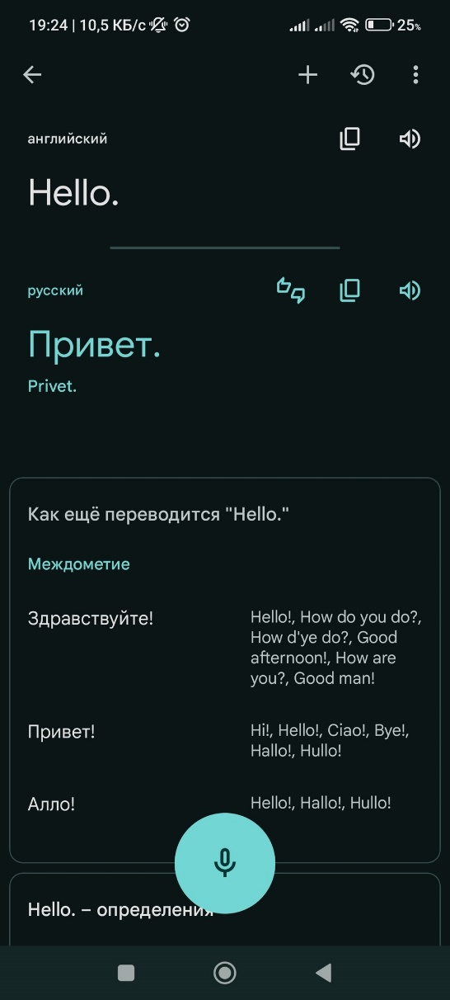 19:24 | 10,5 КБ/с
25%
английский
Hello.
русский
Привет.
Privet.
Как ещё переводится "Hello."
Междометие
Здравствуйте!
Hello!, How do you do?,
How d'ye do?, Good
afternoon!, How are
you?, Good man!
Привет!
Hi!, Hello!, Ciao!, Bye!,
Hallo!, Hullo!
Алло!
Hello!, Hallo!, Hullo!
Hello. – определения